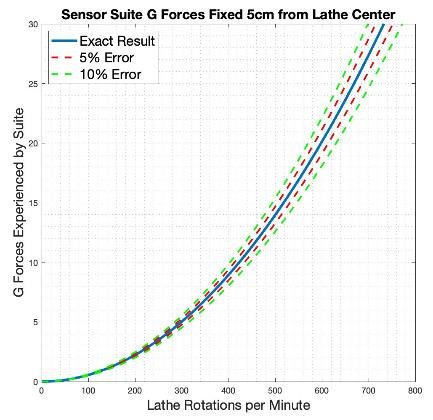 Sensor Suite G Forces Fixed 5cm from Lathe Center
30
25
20
15
10
5
0
G Forces Experienced by Suite
Exact Result
5% Error
10% Error
0 100 200 300 400 500 600 700 800
Lathe Rotations per Minute